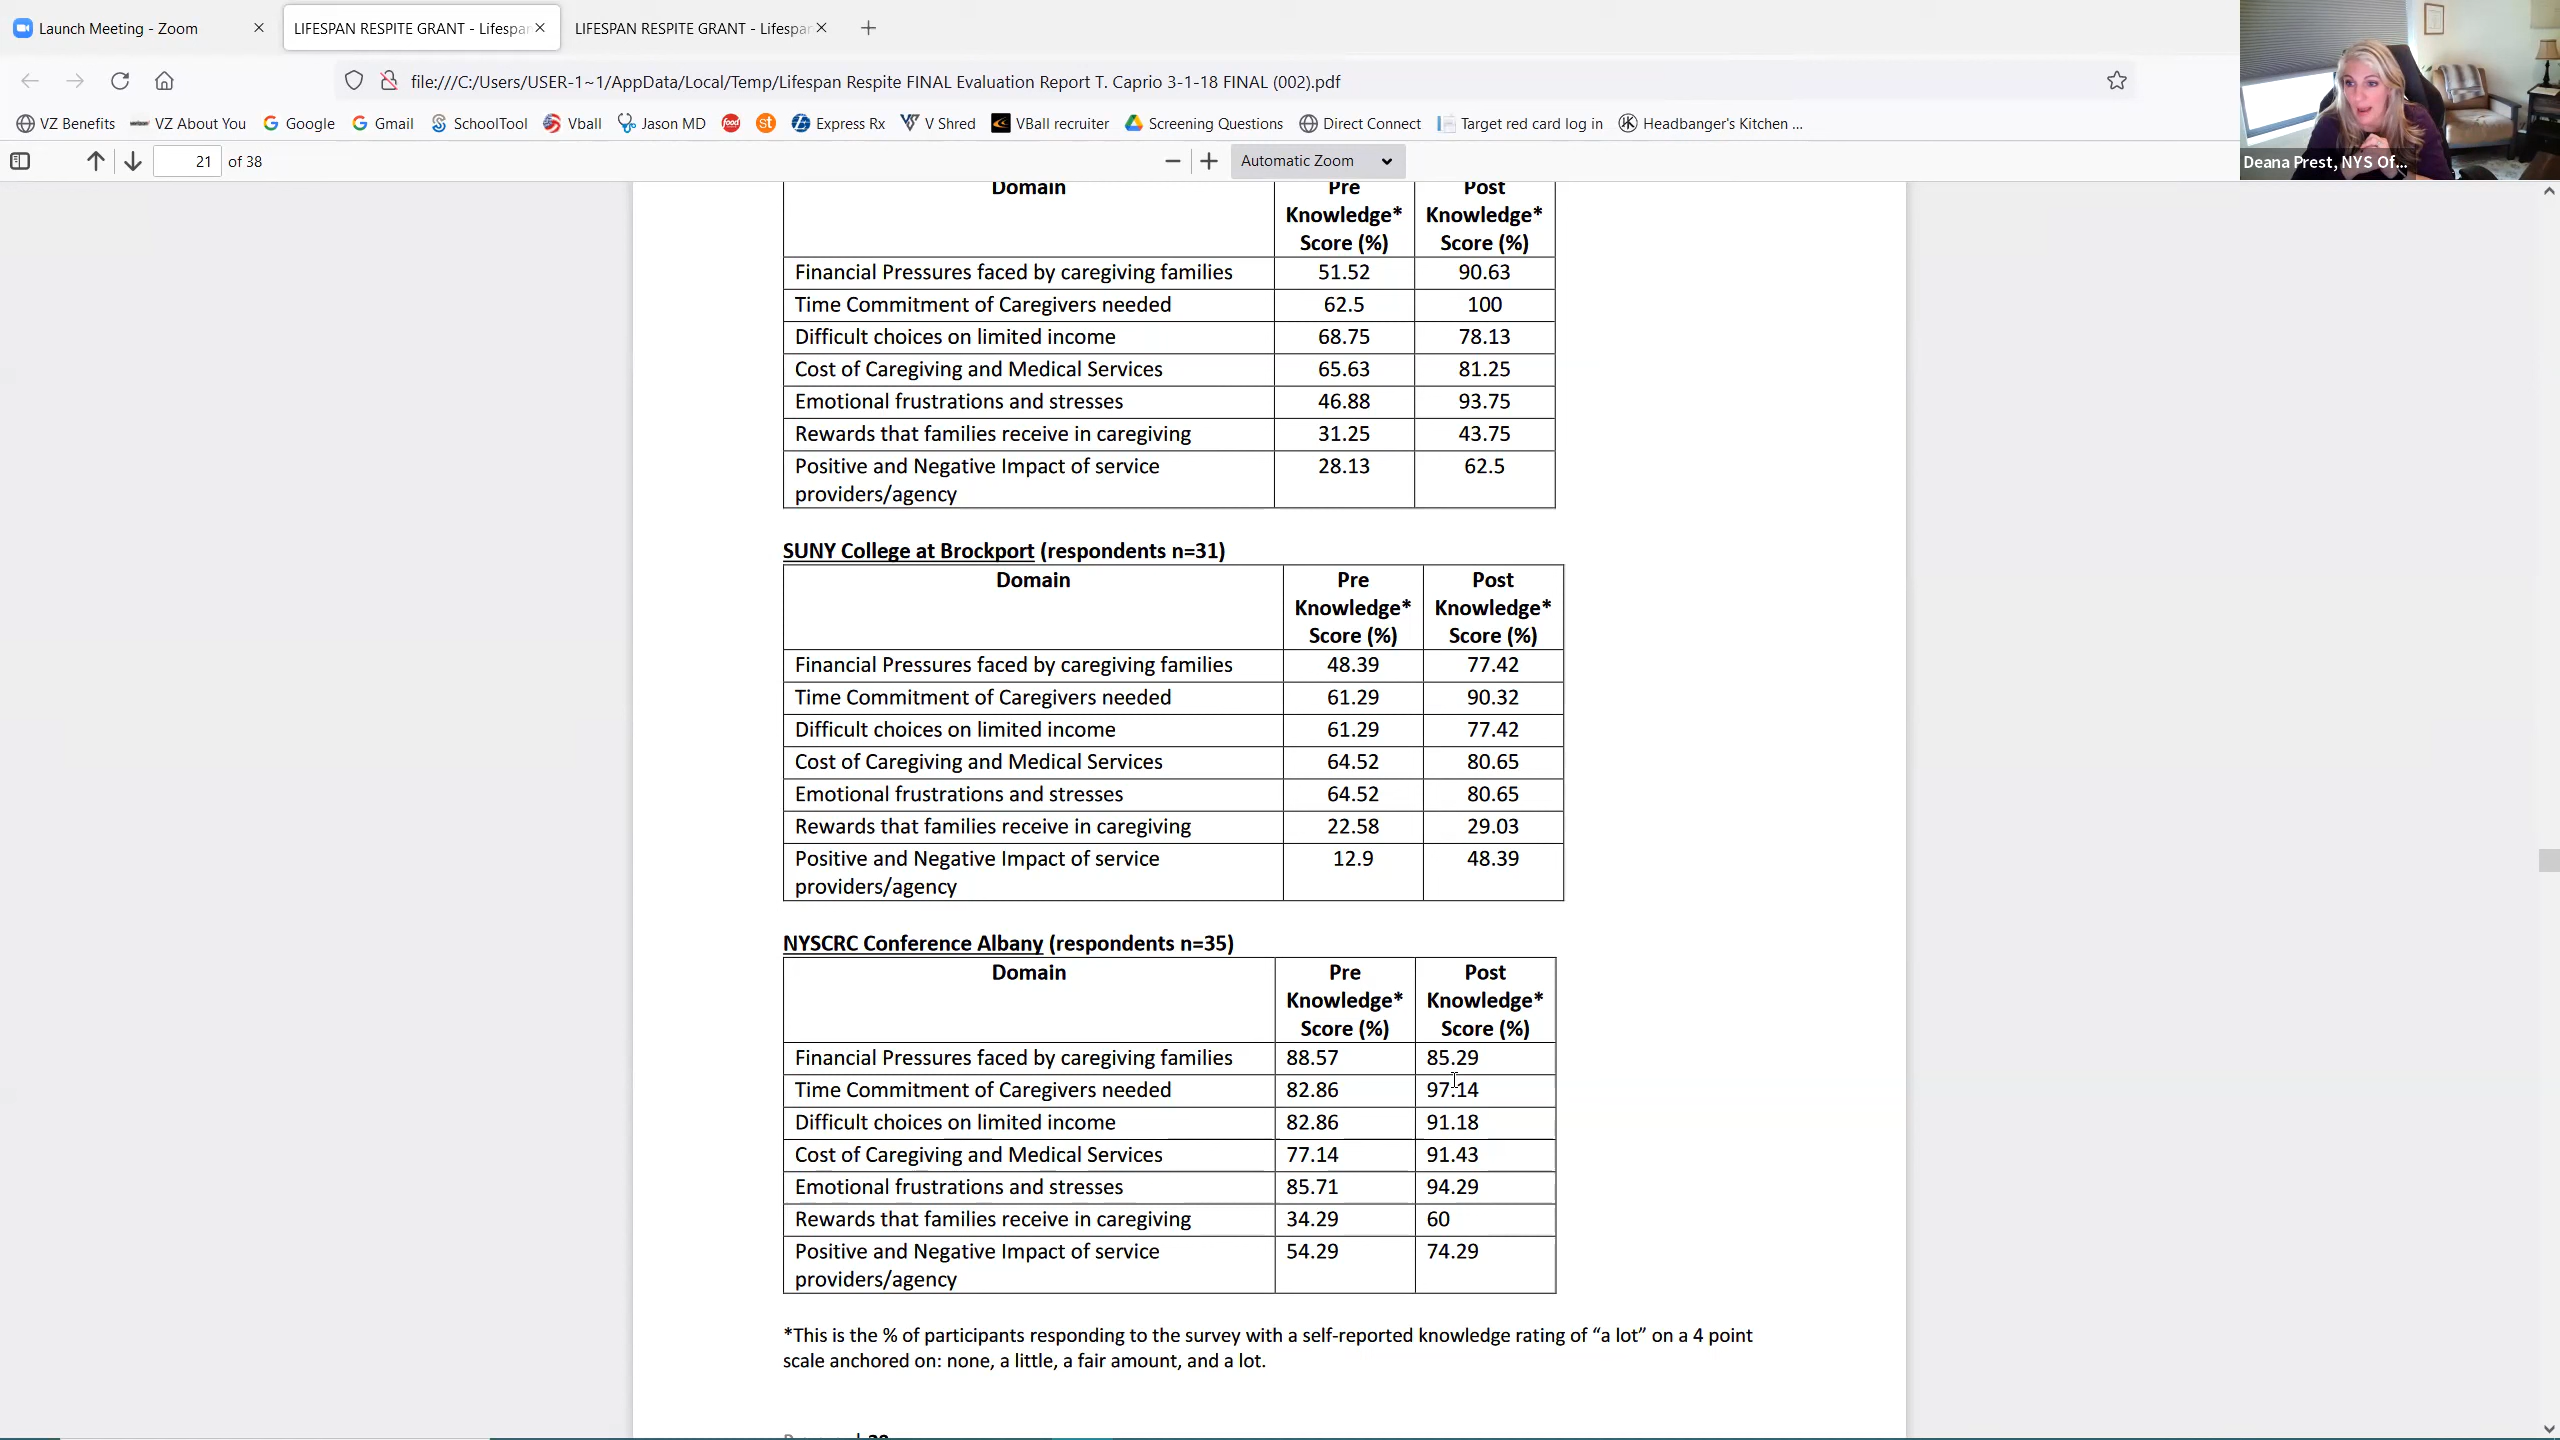 Launch Meeting - Zoom
LIFESPAN RESPITE GRANT - Lifespan
LIFESPAN RESPITE GRANT - Lifespan
file:///C:/Users/USER-1~1/AppData/Local/Temp/Lifespan Respite FINAL Evaluation Report T. Caprio 3-1-18 FINAL (002).pdf
VZ Benefits VZ About You Google Gmail SchoolTool Vball Jason MD food st Express Rx V Shred VBall recruiter Screening Questions Direct Connect Target red card log in Headbanger's Kitchen ...
21 of 38
Automatic Zoom
Deana Prest, NYS Of...
Domain Pre Post
Knowledge* Knowledge*
Score (%) Score (%)
Financial Pressures faced by caregiving families 51.52 90.63
Time Commitment of Caregivers needed 62.5 100
Difficult choices on limited income 68.75 78.13
Cost of Caregiving and Medical Services 65.63 81.25
Emotional frustrations and stresses 46.88 93.75
Rewards that families receive in caregiving 31.25 43.75
Positive and Negative Impact of service 28.13 62.5
providers/agency
SUNY College at Brockport (respondents n=31)
Domain Pre Post
Knowledge* Knowledge*
Score (%) Score (%)
Financial Pressures faced by caregiving families 48.39 77.42
Time Commitment of Caregivers needed 61.29 90.32
Difficult choices on limited income 61.29 77.42
Cost of Caregiving and Medical Services 64.52 80.65
Emotional frustrations and stresses 64.52 80.65
Rewards that families receive in caregiving 22.58 29.03
Positive and Negative Impact of service 12.9 48.39
providers/agency
NYSCRC Conference Albany (respondents n=35)
Domain Pre Post
Knowledge* Knowledge*
Score (%) Score (%)
Financial Pressures faced by caregiving families 88.57 85.29
Time Commitment of Caregivers needed 82.86 97.14
Difficult choices on limited income 82.86 91.18
Cost of Caregiving and Medical Services 77.14 91.43
Emotional frustrations and stresses 85.71 94.29
Rewards that families receive in caregiving 34.29 60
Positive and Negative Impact of service 54.29 74.29
providers/agency
*This is the % of participants responding to the survey with a self-reported knowledge rating of “a lot” on a 4 point
scale anchored on: none, a little, a fair amount, and a lot.